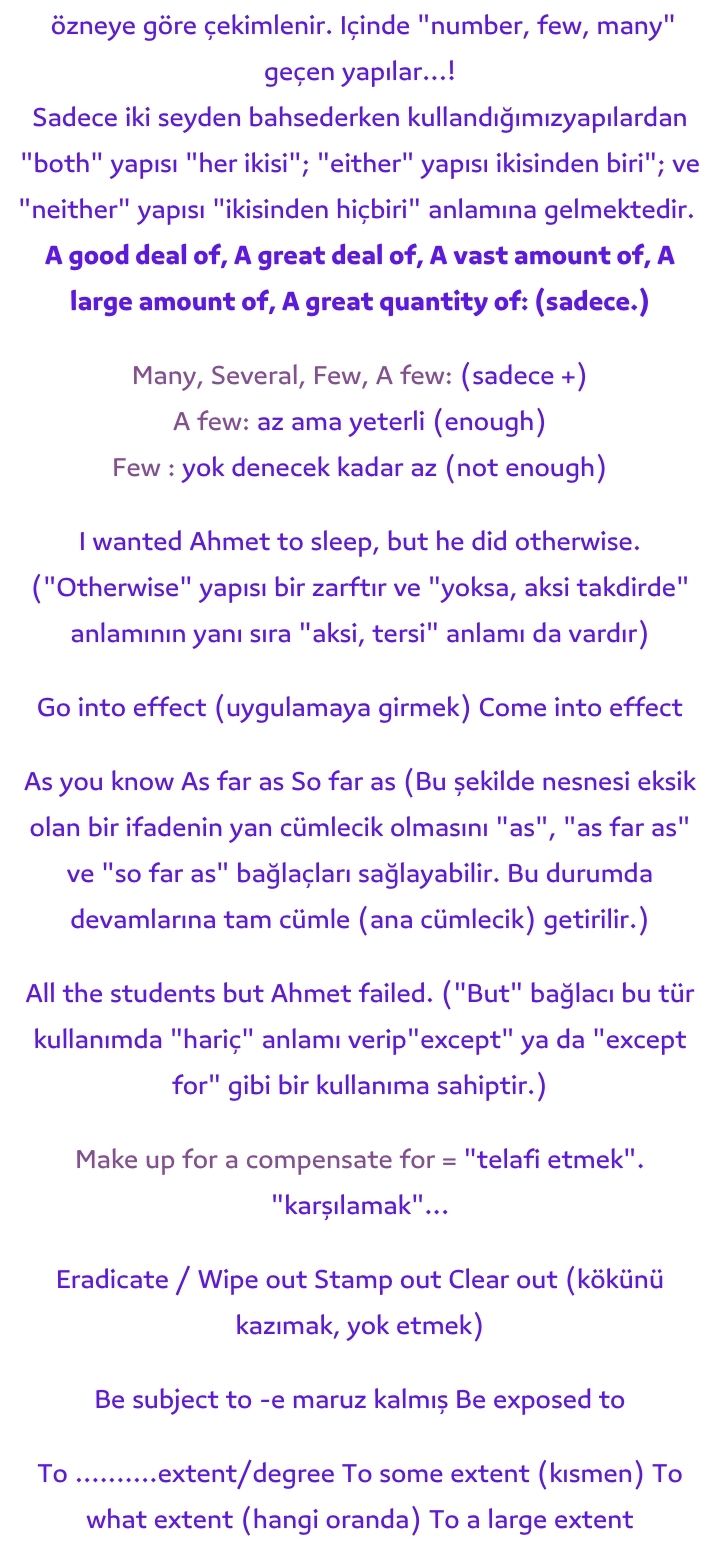 özneye göre çekimlenir. Içinde "number, few, many"
geçen yapılar...!
Sadece iki seyden bahsederken kullandığımızyapılardan
"both" yapısı "her ikisi"; "either" yapısı ikisinden biri"; ve
"neither" yapısı "ikisinden hiçbiri" anlamına gelmektedir.
A good deal of, A great deal of, A vast amount of, A
large amount of, A great quantity of: (sadece.)
Many, Several, Few, A few: (sadece +)
A few: az ama yeterli (enough)
Few : yok denecek kadar az (not enough)
I wanted Ahmet to sleep, but he did otherwise.
("Otherwise" yapısı bir zarftır ve "yoksa, aksi takdirde"
anlamının yanı sıra "aksi, tersi" anlamı da vardır)
Go into effect (uygulamaya girmek) Come into effect
As you know As far as So far as (Bu şekilde nesnesi eksik
olan bir ifadenin yan cümlecik olmasını "as", "as far as"
ve "so far as" bağlaçları sağlayabilir. Bu durumda
devamlarına tam cümle (ana cümlecik) getirilir.)
All the students but Ahmet failed. ("But" bağlacı bu tür
kullanımda "hariç" anlamı verip"except" ya da "except
for" gibi bir kullanıma sahiptir.)
Make up for a compensate for = "telafi etmek".
"karşılamak"...
Eradicate / Wipe out Stamp out Clear out (kökünü
kazımak, yok etmek)
Be subject to -e maruz kalmış Be exposed to
To ..........extent/degree To some extent (kısmen) To
what extent (hangi oranda) To a large extent